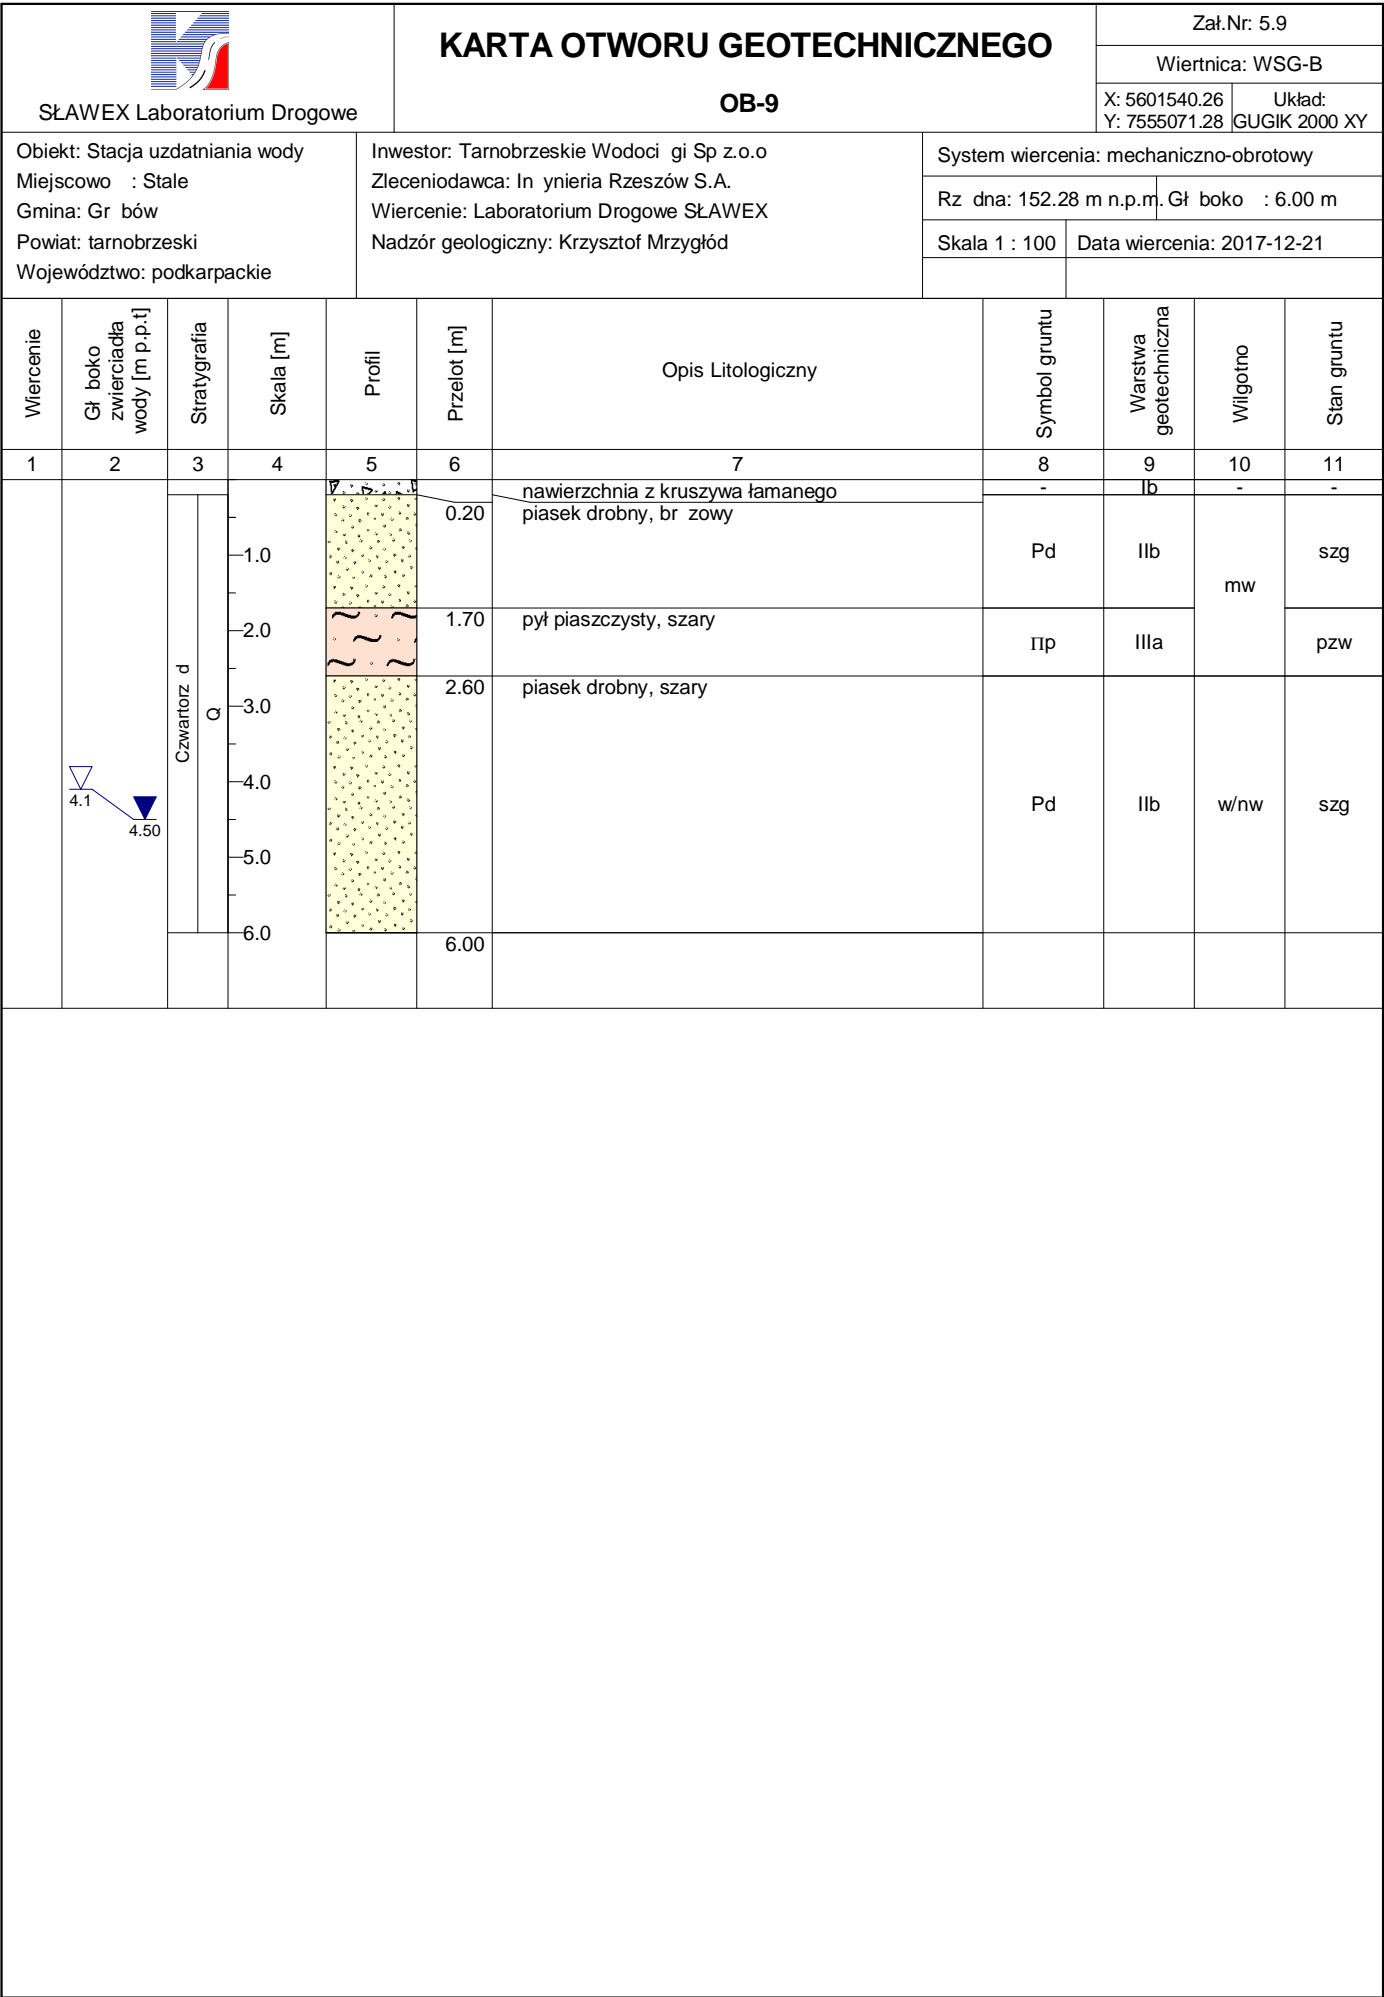 SŁAWEX Laboratorium Drogowe
KARTA OTWORU GEOTECHNICZNEGO
OB-9
Zał.Nr: 5.9
Wiertnica: WSG-B
X: 5601540.26
Y: 7555071.28
Układ:
GUGIK 2000 XY
Obiekt: Stacja uzdatniania wody
Miejscowo : Stale
Gmina: Gr bów
Powiat: tarnobrzeski
Województwo: podkarpackie
Inwestor: Tarnobrzeskie Wodoci gi Sp z.o.o
Zleceniodawca: In ynieria Rzeszów S.A.
Wiercenie: Laboratorium Drogowe SŁAWEX
Nadzór geologiczny: Krzysztof Mrzygłód
System wiercenia: mechaniczno-obrotowy
Rz dna: 152.28 m n.p.m. Gł boko : 6.00 m
Skala 1 : 100 Data wiercenia: 2017-12-21
Wiercenie
Gł boko
zwierciadła
wody [m p.p.t]
Stratygrafia
Skala [m]
Profil
Przelot [m]
Opis Litologiczny
Symbol gruntu
Warstwa
geotechniczna
Wilgotno
Stan gruntu
1 2 3 4 5 6 7 8 9 10 11
nawierzchnia z kruszywa łamanego - Ib - -
0.20 piasek drobny, br zowy
1.0 Pd IIb szg
mw
1.70 pył piaszczysty, szary
2.0 Πp IIIa pzw
2.60 piasek drobny, szary
Czwartorz d
Q
3.0
4.0
4.1
4.50
Pd IIb w/nw szg
5.0
6.0
6.00